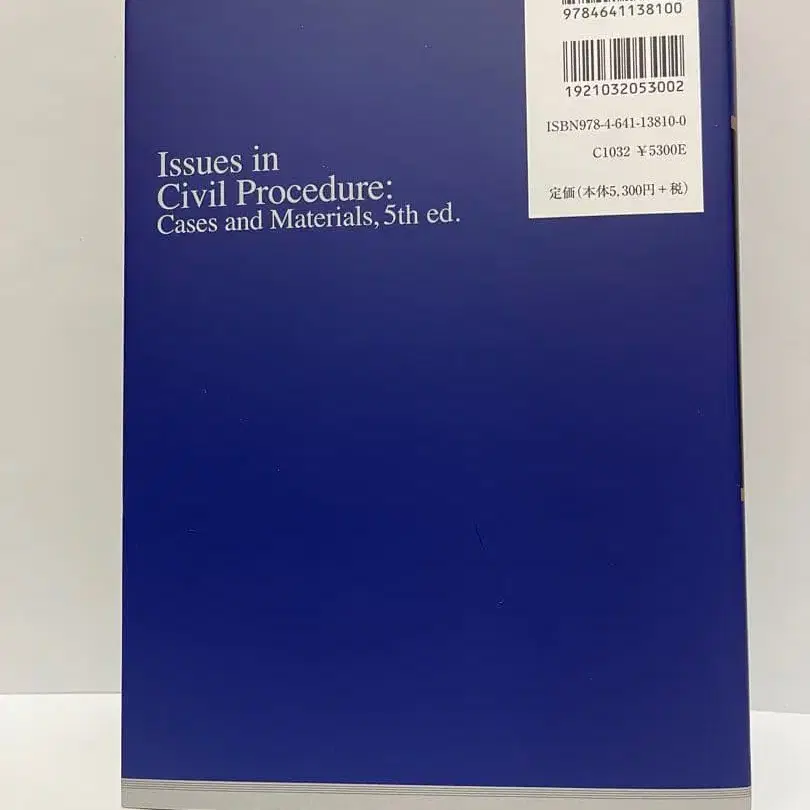 9784641138100
1921032053002
ISBN978-4-641-13810-0
C1032 ¥5300E
定価(本体5,300円+税)
Issues in
Civil Procedure:
Cases and Materials, 5th ed.